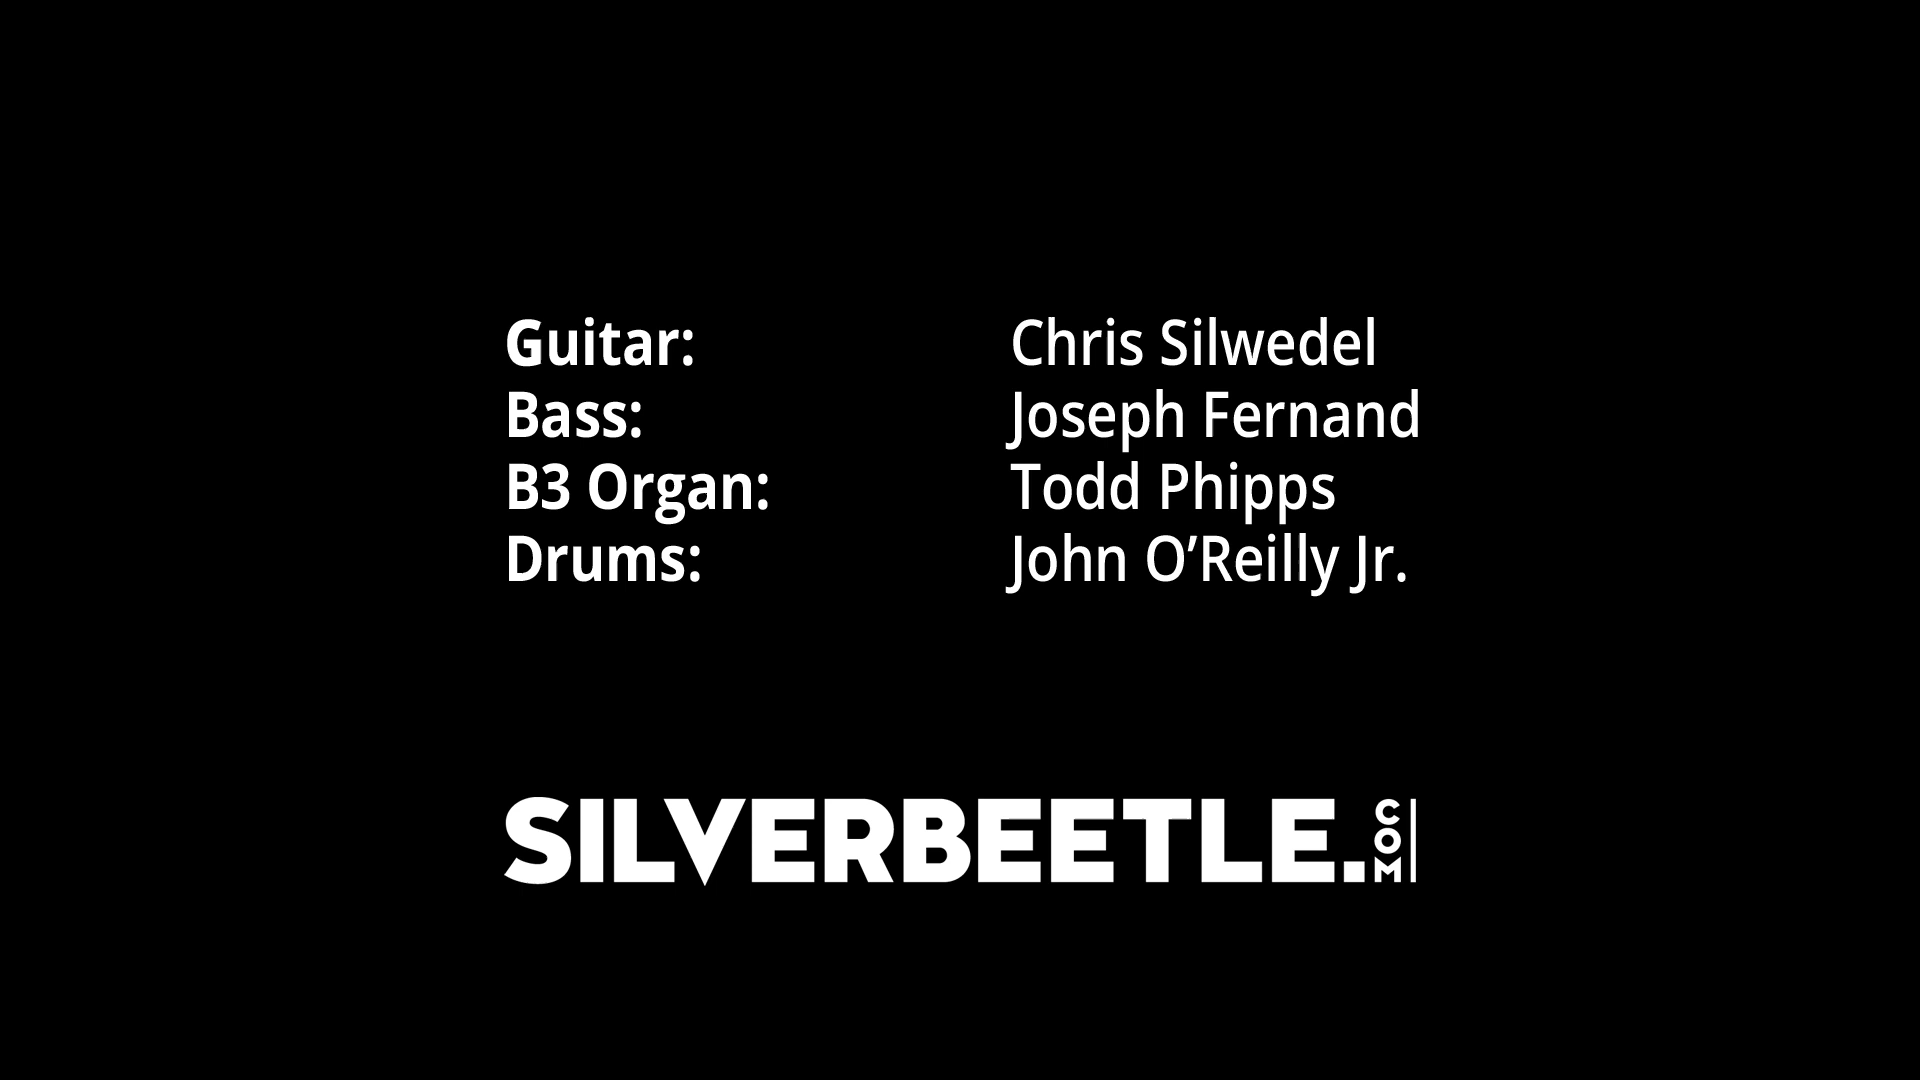 Guitar: Chris Silwedel
Bass: Joseph Fernand
B3 Organ: Todd Phipps
Drums: John O’Reilly Jr.
SILVERBEETLE.COM